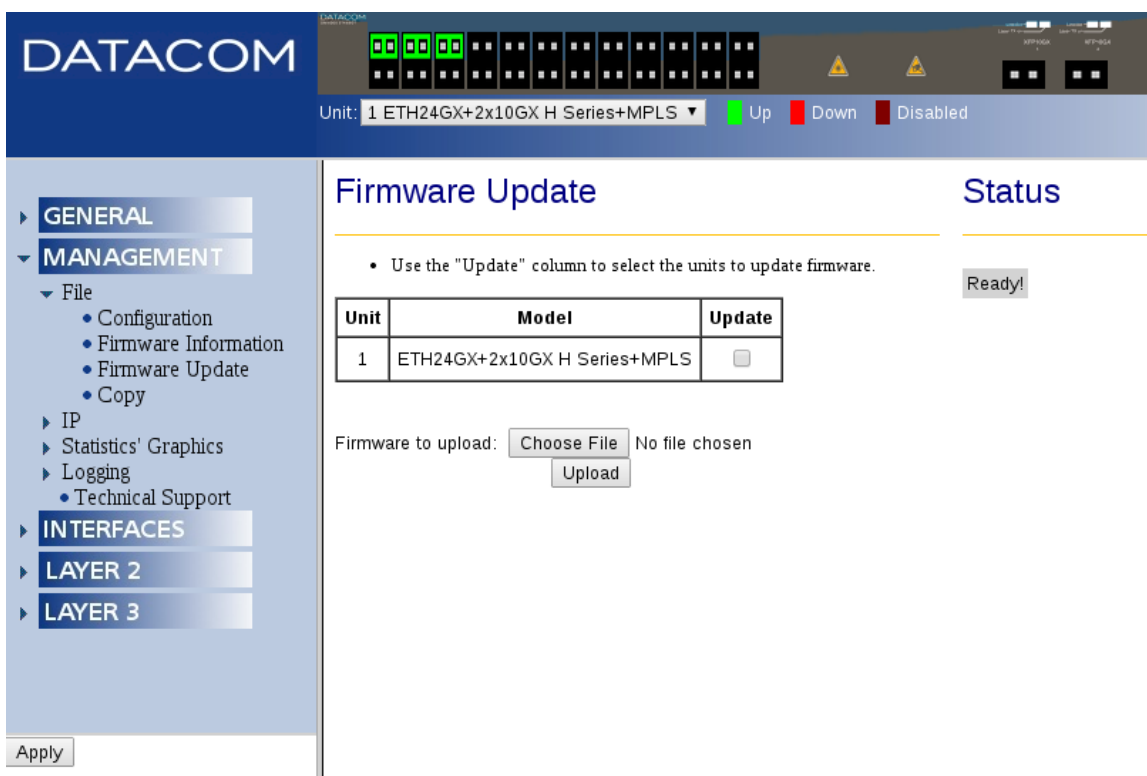 DATACOM
DATACOM
XFP10GA
XFP10GA
Unit: 1 ETH24GX+2x10GX H Series+MPLS
Up
Down
Disabled
GENERAL
MANAGEMENT
File
Configuration
Firmware Information
Firmware Update
Copy
IP
Statistics' Graphics
Logging
Technical Support
INTERFACES
LAYER 2
LAYER 3
Apply
Firmware Update
Use the "Update" column to select the units to update firmware.
Unit Model Update
1 ETH24GX+2x10GX H Series+MPLS
Firmware to upload: Choose File No file chosen
Upload
Status
Ready!